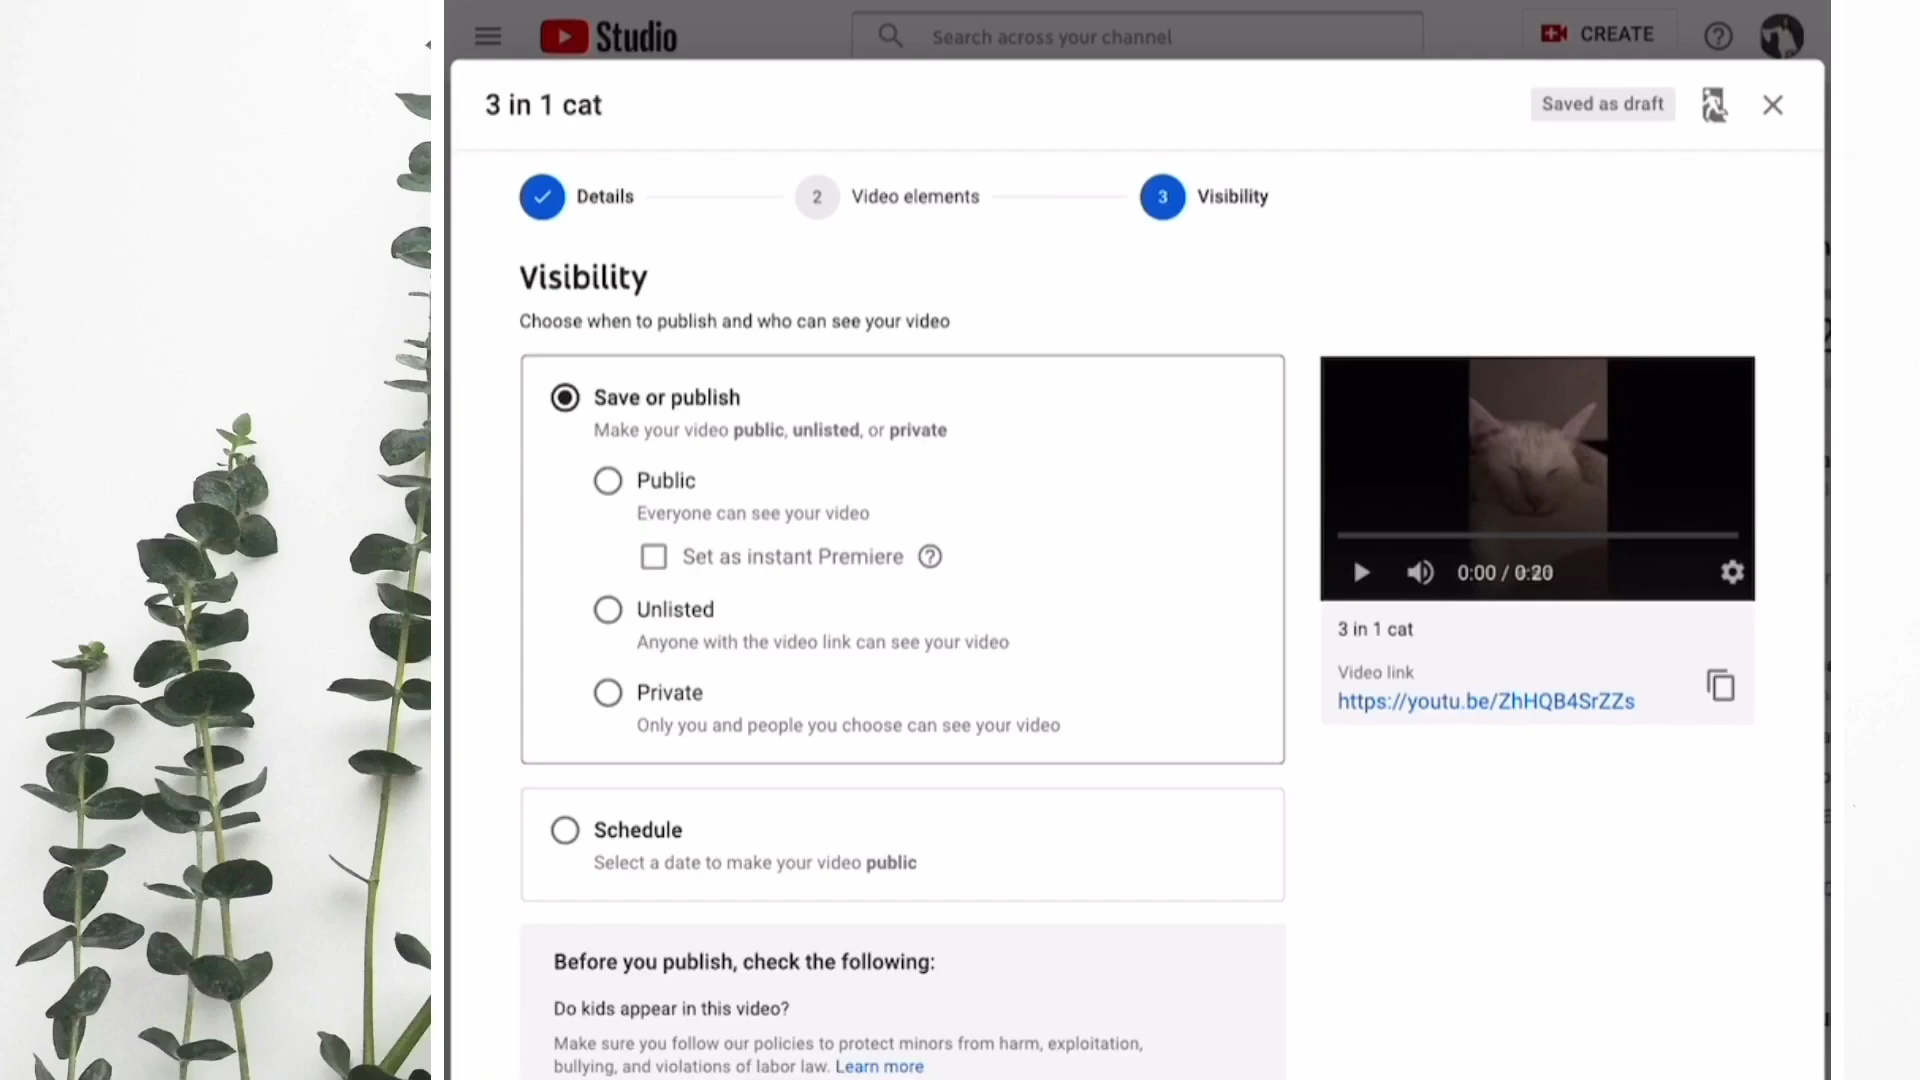 Studio
Search across your channel
CREATE
3 in 1 cat
Saved as draft
Details
2
Video elements
3
Visibility
Visibility
Choose when to publish and who can see your video
Save or publish
Make your video public, unlisted, or private
Public
Everyone can see your video
Set as instant Premiere ?
Unlisted
Anyone with the video link can see your video
Private
Only you and people you choose can see your video
0:00 / 0:20
3 in 1 cat
Video link
https://youtu.be/ZhHQB4SrZZs
Schedule
Select a date to make your video public
Before you publish, check the following:
Do kids appear in this video?
Make sure you follow our policies to protect minors from harm, exploitation,
bullying, and violations of labor law. Learn more